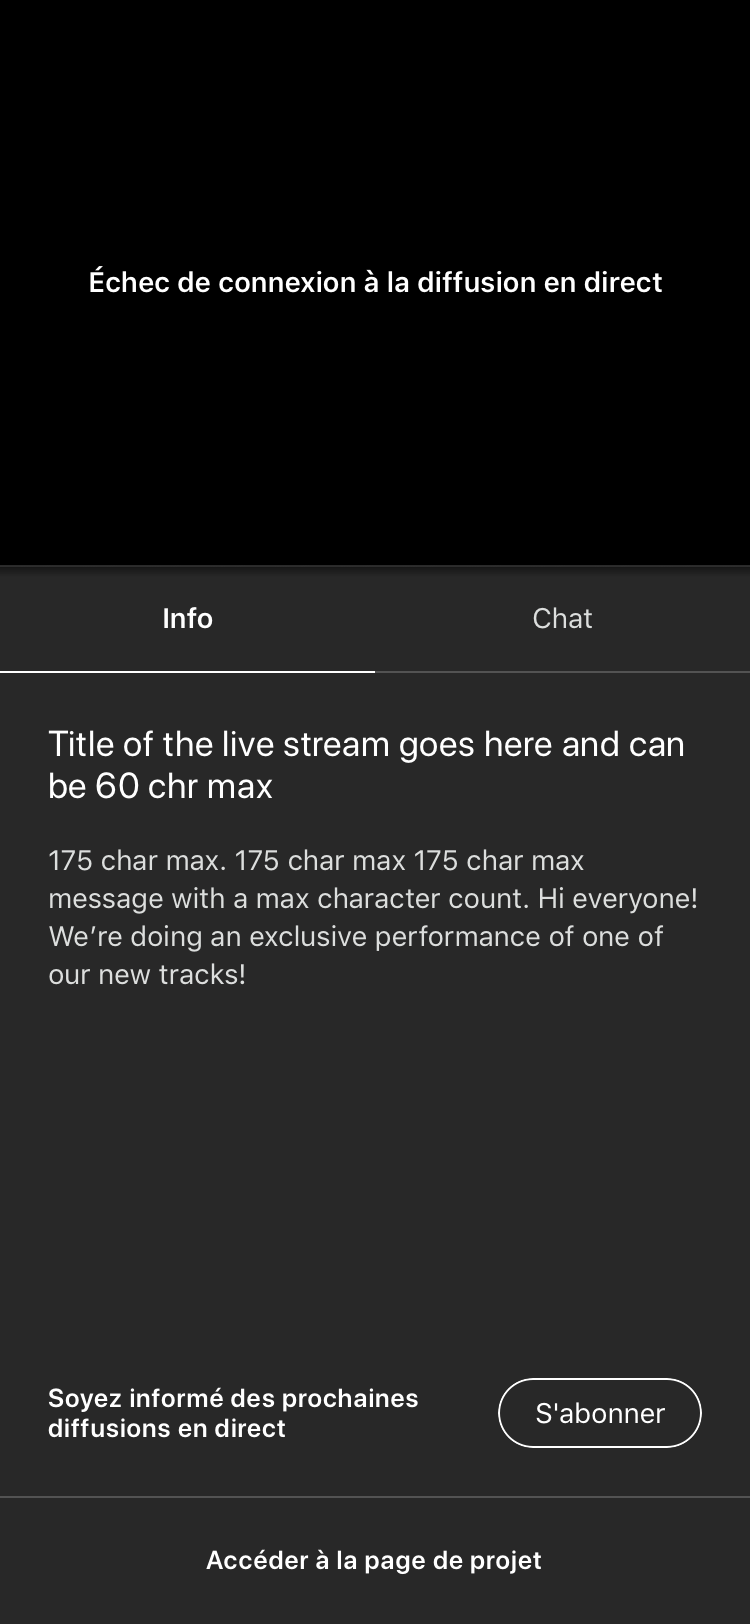 Échec de connexion à la diffusion en direct
Info
Chat
Title of the live stream goes here and can
be 60 chr max
175 char max. 175 char max 175 char max
message with a max character count. Hi everyone!
We’re doing an exclusive performance of one of
our new tracks!
Soyez informé des prochaines
diffusions en direct
S'abonner
Accéder à la page de projet